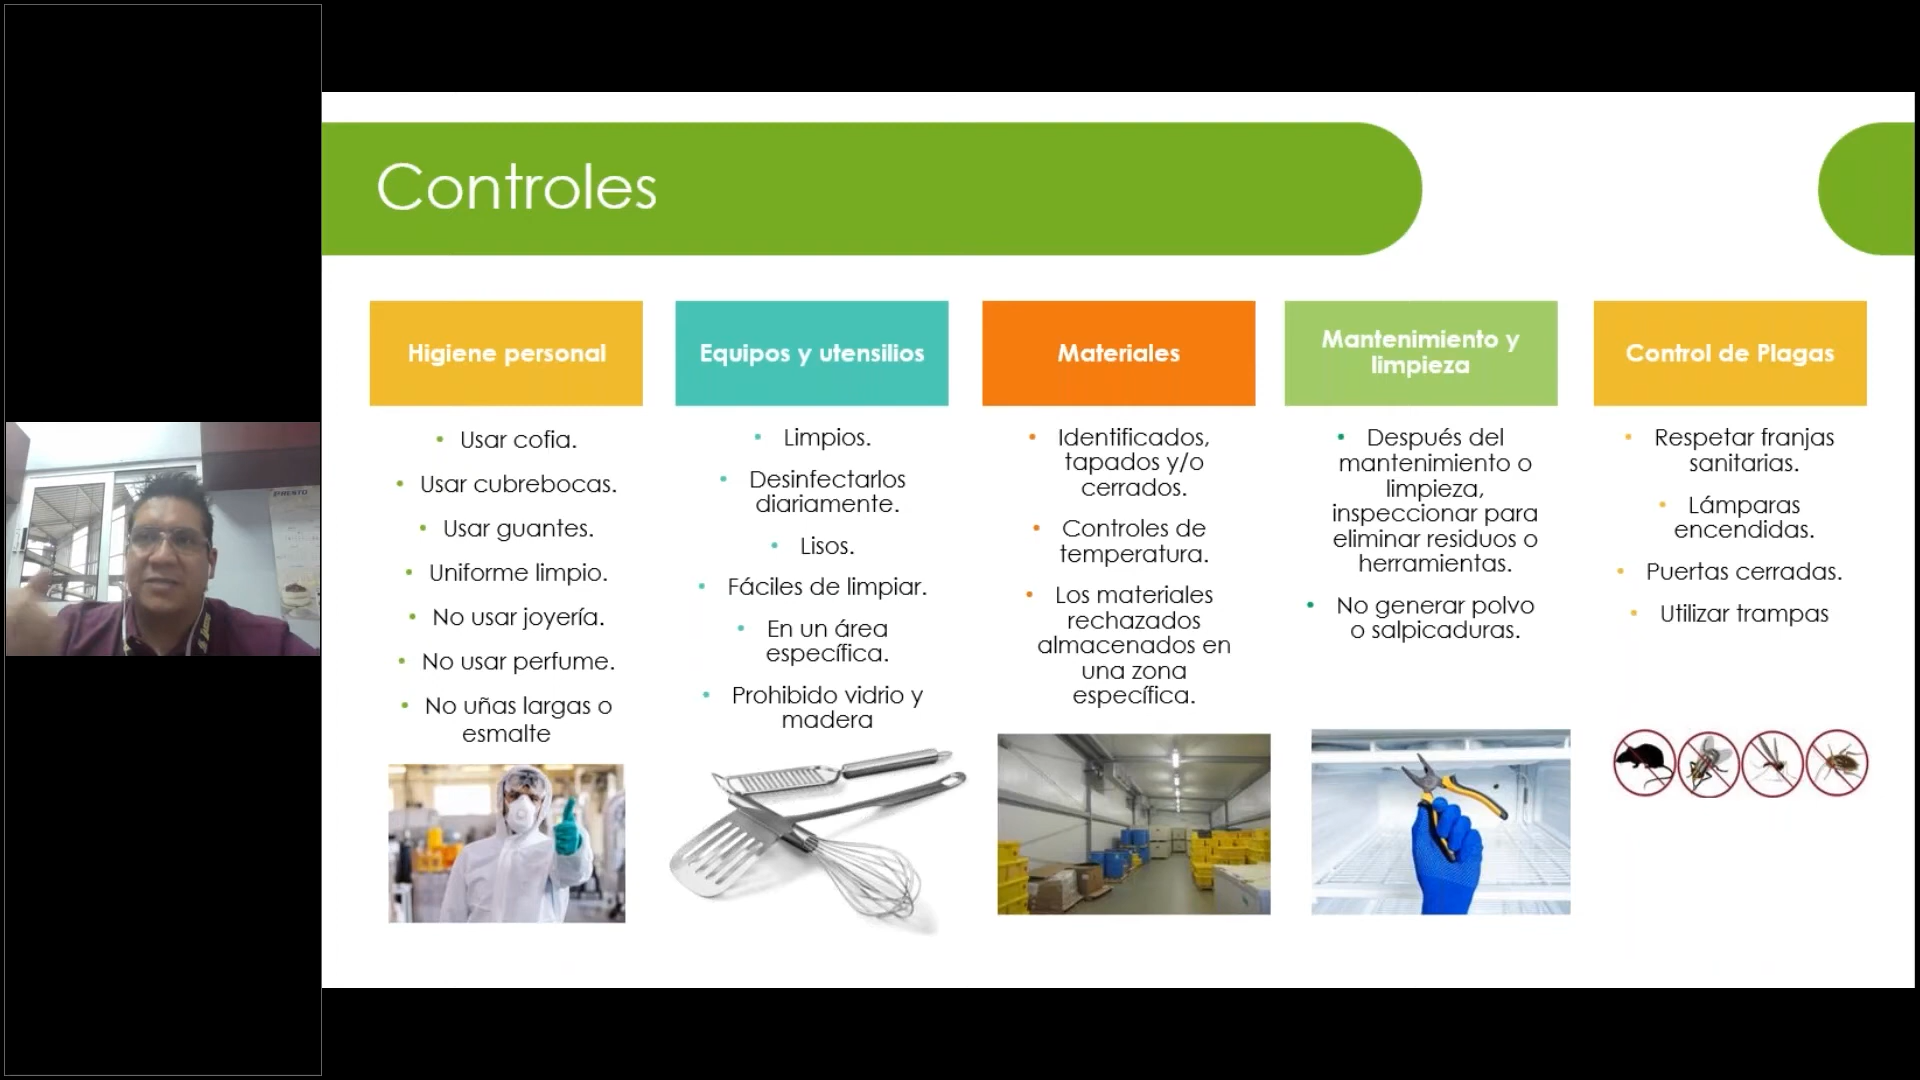 Controles
Higiene personal
• Usar cofia.
• Usar cubrebocas.
• Usar guantes.
• Uniforme limpio.
• No usar joyería.
• No usar perfume.
• No uñas largas o
esmalte
Equipos y utensilios
• Limpios.
• Desinfectarlos
diariamente.
• Lisos.
• Fáciles de limpiar.
• En un área
específica.
• Prohibido vidrio y
madera
Materiales
• Identificados,
tapados y/o
cerrados.
• Controles de
temperatura.
• Los materiales
rechazados
almacenados en
una zona
específica.
Mantenimiento y
limpieza
• Después del
mantenimiento o
limpieza,
inspeccionar para
eliminar residuos o
herramientas.
• No generar polvo
o salpicaduras.
Control de Plagas
• Respetar franjas
sanitarias.
• Lámparas
encendidas.
• Puertas cerradas.
• Utilizar trampas
PRESTO